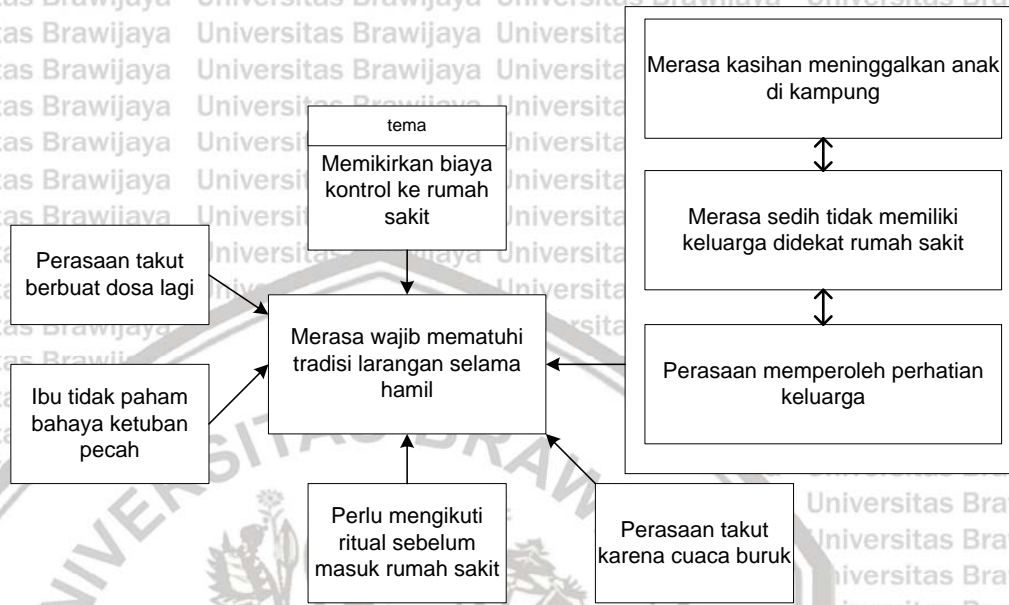 Merasa kasihan meninggalkan anak
di kampung
tema
Memikirkan biaya
kontrol ke rumah
sakit
Merasa sedih tidak memiliki
keluarga didekat rumah sakit
Perasaan takut
berbuat dosa lagi
Merasa wajib mematuhi
tradisi larangan selama
hamil
Perasaan memperoleh perhatian
keluarga
Ibu tidak paham
bahaya ketuban
pecah
Perlu mengikuti
ritual sebelum
masuk rumah sakit
Perasaan takut
karena cuaca buruk